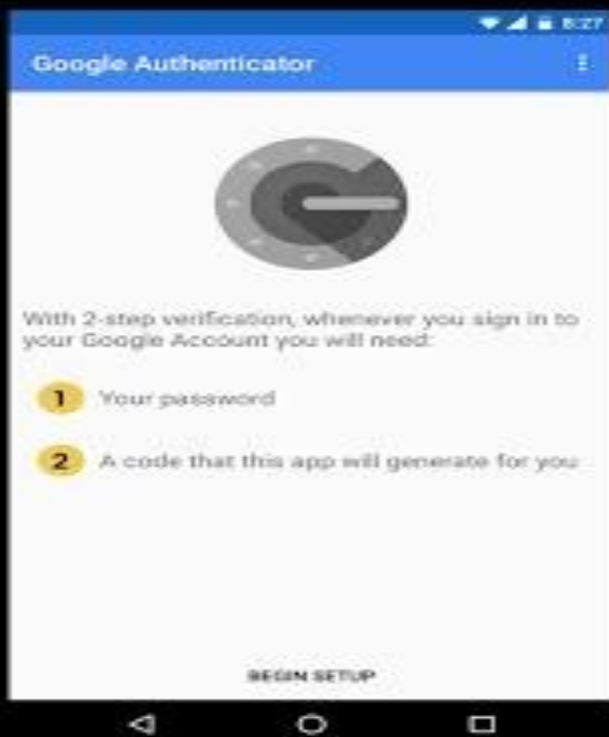 8:27
Google Authenticator
With 2-step verification, whenever you sign in to
your Google Account you will need:
1 Your password
2 A code that this app will generate for you
BEGIN SETUP